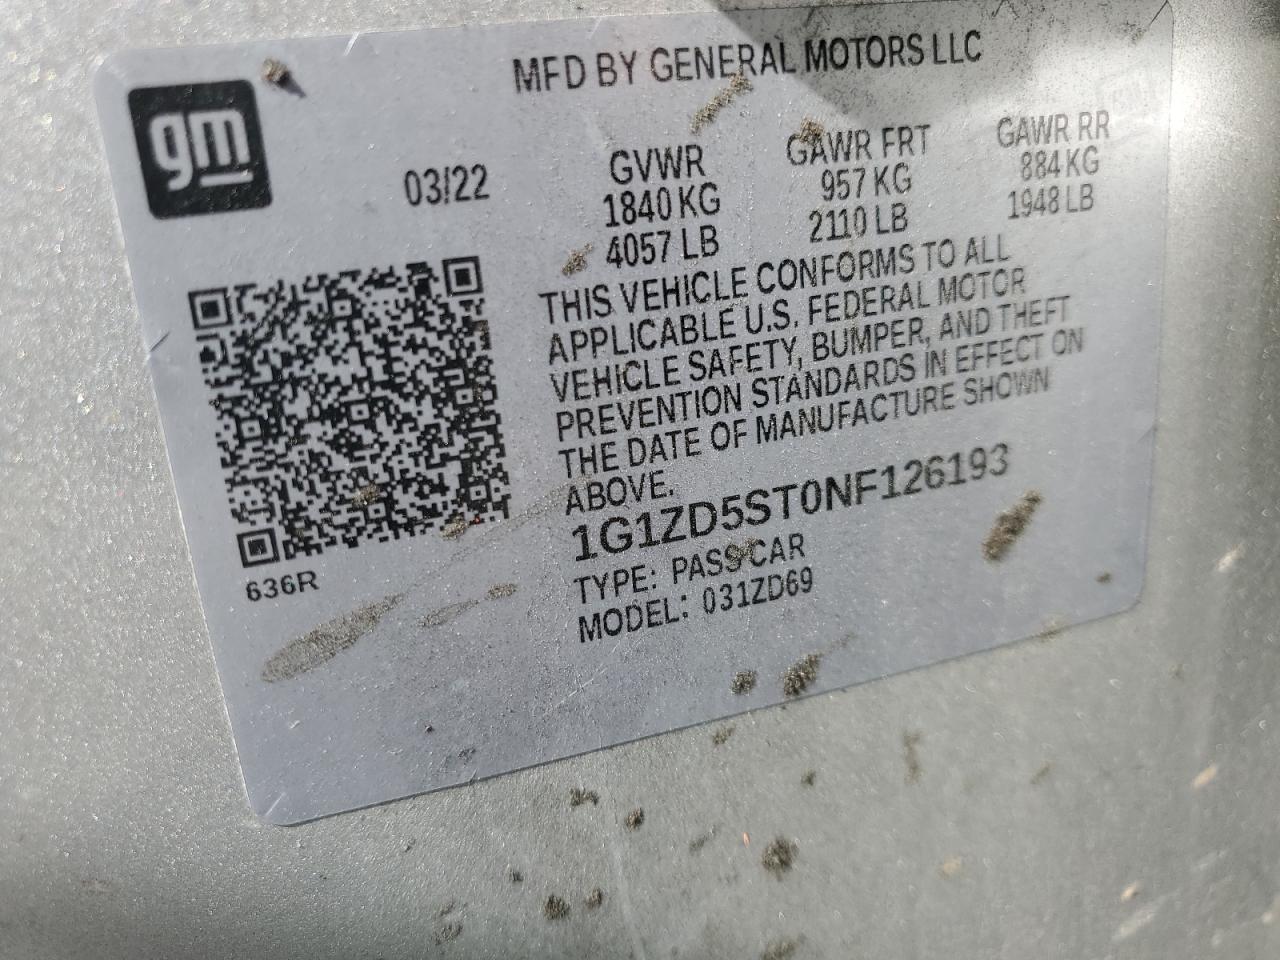 gm
MFD BY GENERAL MOTORS LLC
03/22
GVWR GAWR FRT GAWR RR
1840 KG 957 KG 884 KG
4057 LB 2110 LB 1948 LB
THIS VEHICLE CONFORMS TO ALL
APPLICABLE U.S. FEDERAL MOTOR
VEHICLE SAFETY, BUMPER, AND THEFT
PREVENTION STANDARDS IN EFFECT ON
THE DATE OF MANUFACTURE SHOWN
ABOVE.
1G1ZD5ST0NF126193
TYPE: PASS CAR
MODEL: 031ZD69
636R